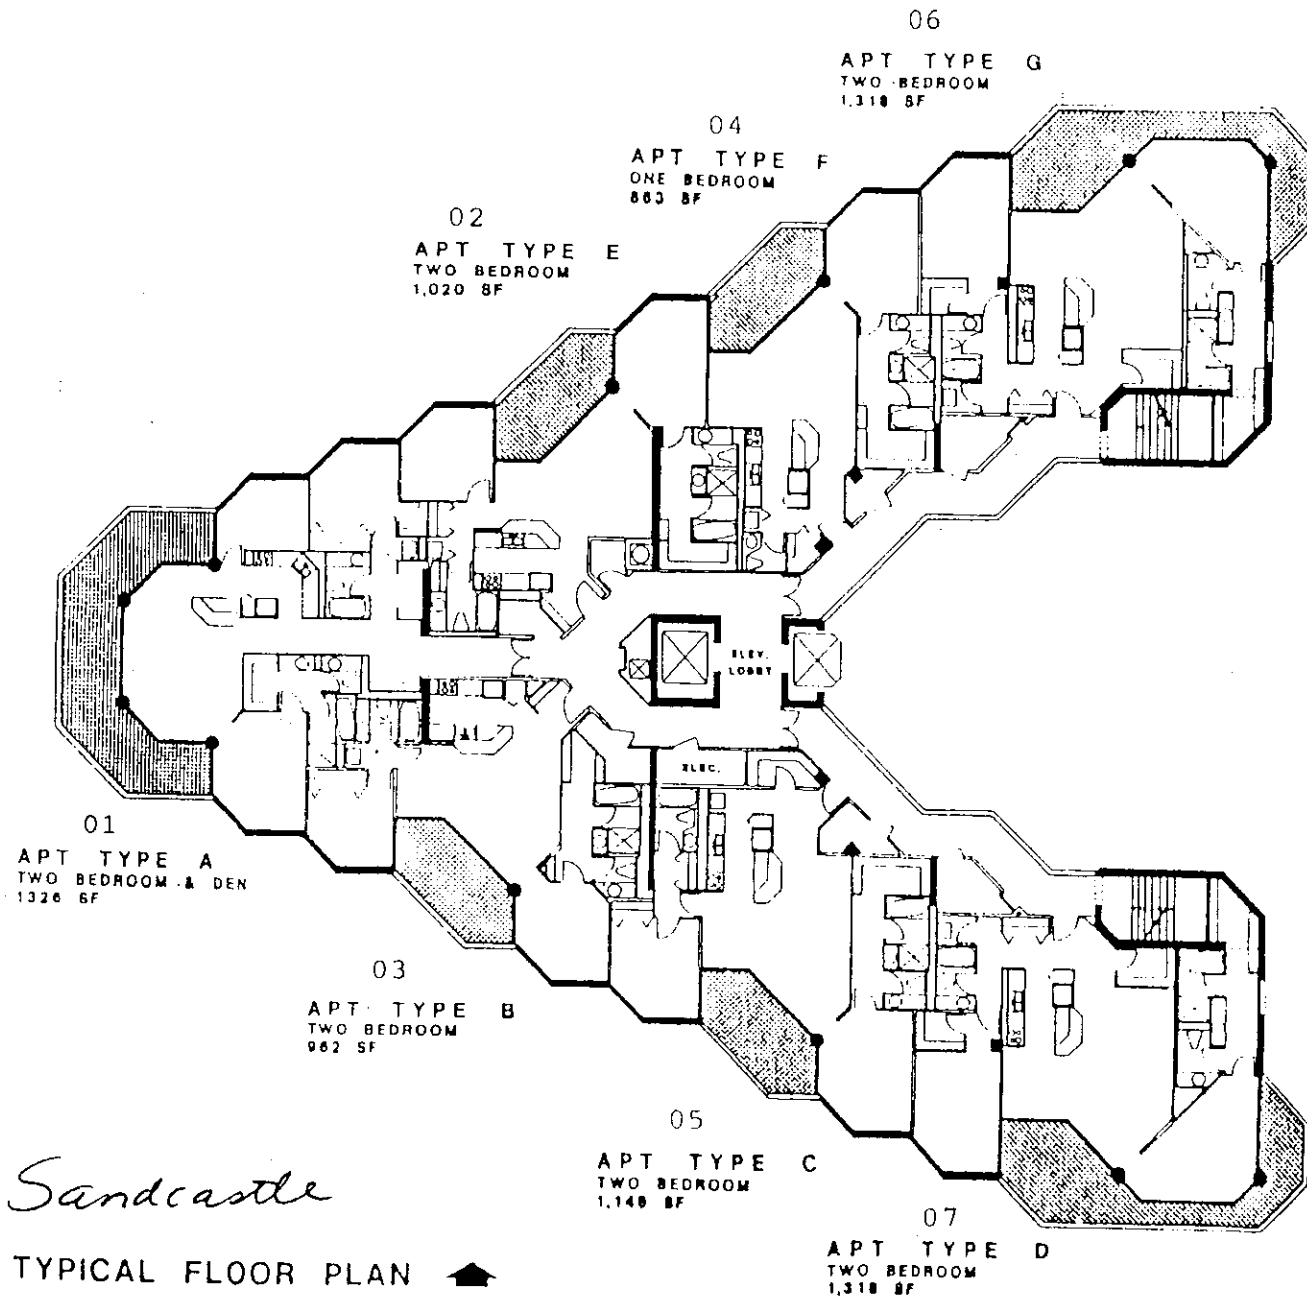 06
APT TYPE G
TWO BEDROOM
1,318 SF
04
APT TYPE F
ONE BEDROOM
863 SF
02
APT TYPE E
TWO BEDROOM
1,020 SF
ELEV.
LOBBY
ELEC.
01
APT TYPE A
TWO BEDROOM & DEN
1326 SF
03
APT TYPE B
TWO BEDROOM
962 SF
05
APT TYPE C
TWO BEDROOM
1,148 SF
07
APT TYPE D
TWO BEDROOM
1,318 SF
Sandcastle
TYPICAL FLOOR PLAN